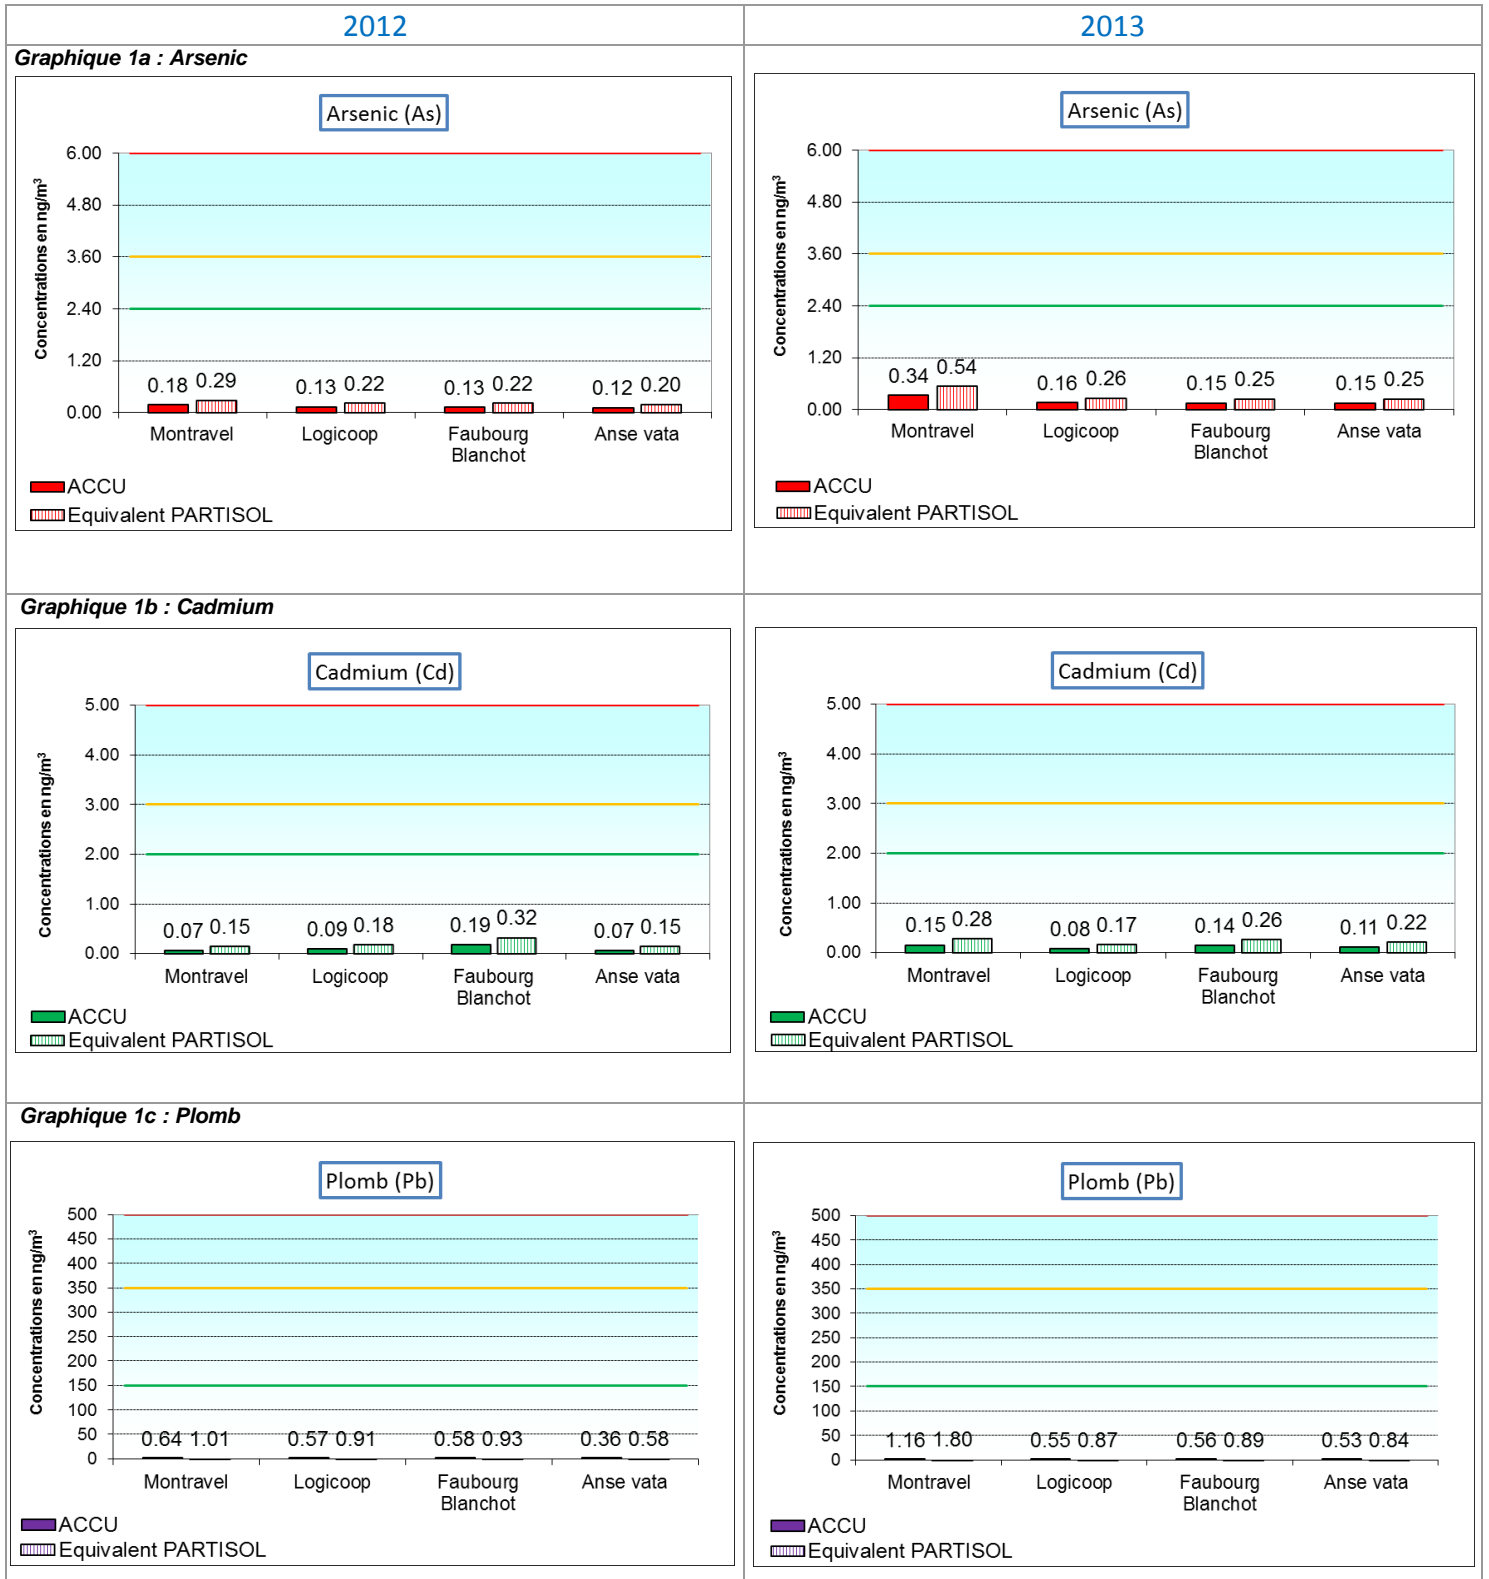 2012
2013
Graphique 1a : Arsenic
Arsenic (As)
Concentrations en ng/m³
6.00
4.80
3.60
2.40
1.20
0.00
0.18 0.29 0.13 0.22 0.13 0.22 0.12 0.20
Montravel Logicoop Faubourg Anse vata
Blanchot
ACCU
Equivalent PARTISOL
Arsenic (As)
Concentrations en ng/m³
6.00
4.80
3.60
2.40
1.20
0.00
0.34 0.54 0.16 0.26 0.15 0.25 0.15 0.25
Montravel Logicoop Faubourg Anse vata
Blanchot
ACCU
Equivalent PARTISOL
Graphique 1b : Cadmium
Cadmium (Cd)
Concentrations en ng/m³
5.00
4.00
3.00
2.00
1.00
0.00
0.07 0.15 0.09 0.18 0.19 0.32 0.07 0.15
Montravel Logicoop Faubourg Anse vata
Blanchot
ACCU
Equivalent PARTISOL
Cadmium (Cd)
Concentrations en ng/m³
5.00
4.00
3.00
2.00
1.00
0.00
0.15 0.28 0.08 0.17 0.14 0.26 0.11 0.22
Montravel Logicoop Faubourg Anse vata
Blanchot
ACCU
Equivalent PARTISOL
Graphique 1c : Plomb
Plomb (Pb)
Concentrations en ng/m³
500
450
400
350
300
250
200
150
100
50
0
0.64 1.01 0.57 0.91 0.58 0.93 0.36 0.58
Montravel Logicoop Faubourg Anse vata
Blanchot
ACCU
Equivalent PARTISOL
Plomb (Pb)
Concentrations en ng/m³
500
450
400
350
300
250
200
150
100
50
0
1.16 1.80 0.55 0.87 0.56 0.89 0.53 0.84
Montravel Logicoop Faubourg Anse vata
Blanchot
ACCU
Equivalent PARTISOL